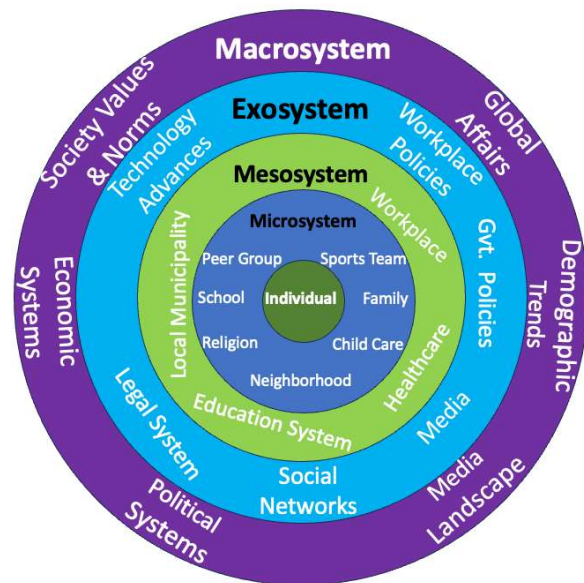 Macrosystem
Society Values
& Norms
Global
Affairs
Economic
Systems
Demographic
Trends
Political
Systems
Media
Landscape
Exosystem
Technology
Advances
Workplace
Policies
Gvt. Policies
Legal System
Media
Social
Networks
Mesosystem
Workplace
Local Municipality
Healthcare
Education System
Microsystem
Peer Group
Sports Team
School
Individual
Family
Religion
Child Care
Neighborhood